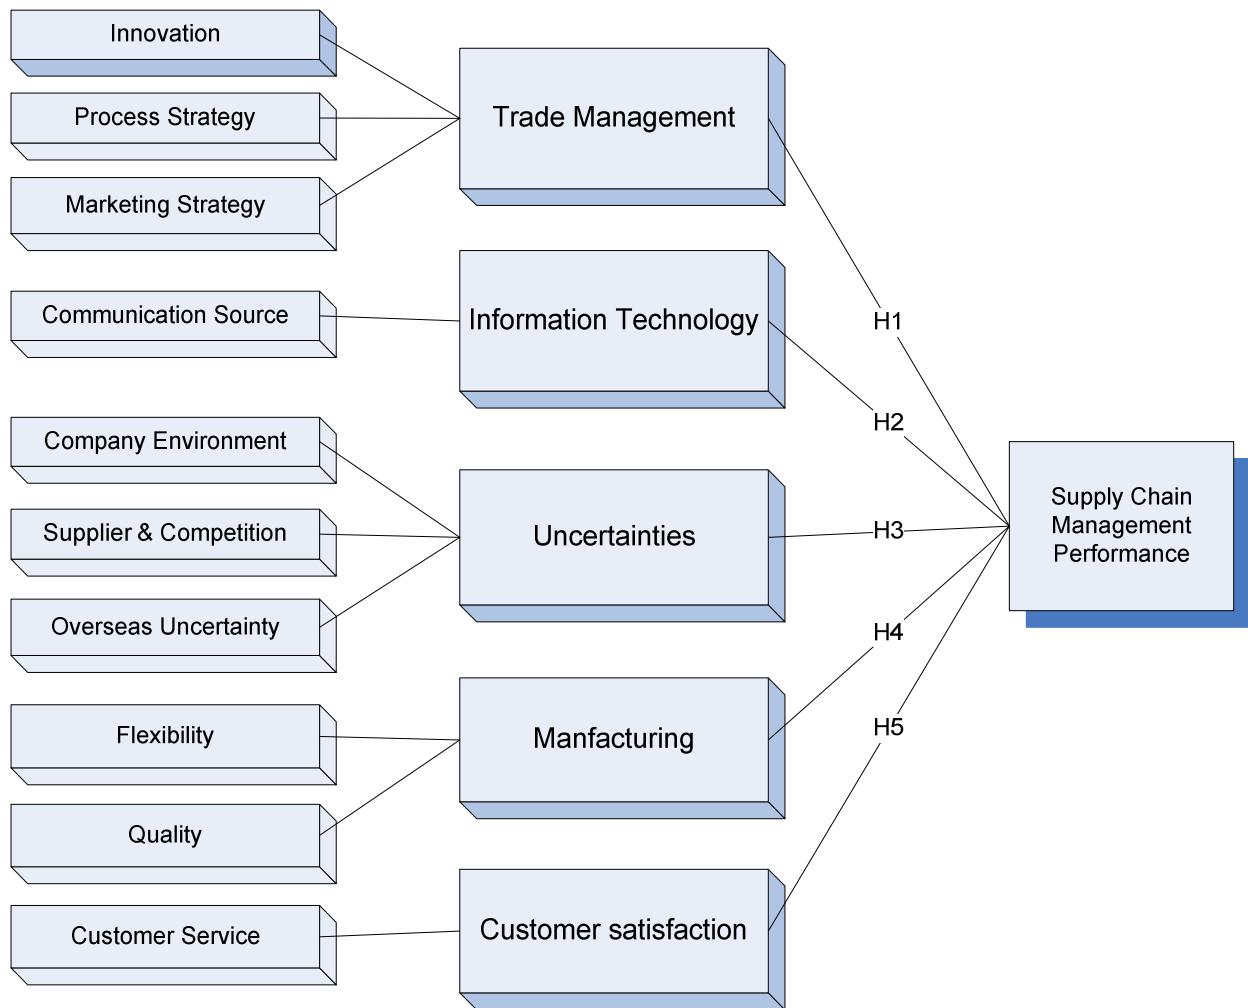 Innovation
Process Strategy
Marketing Strategy
Communication Source
Company Environment
Supplier & Competition
Overseas Uncertainty
Flexibility
Quality
Customer Service
Trade Management
Information Technology
Uncertainties
Manfacturing
Customer satisfaction
H1
H2
H3
H4
H5
Supply Chain
Management
Performance